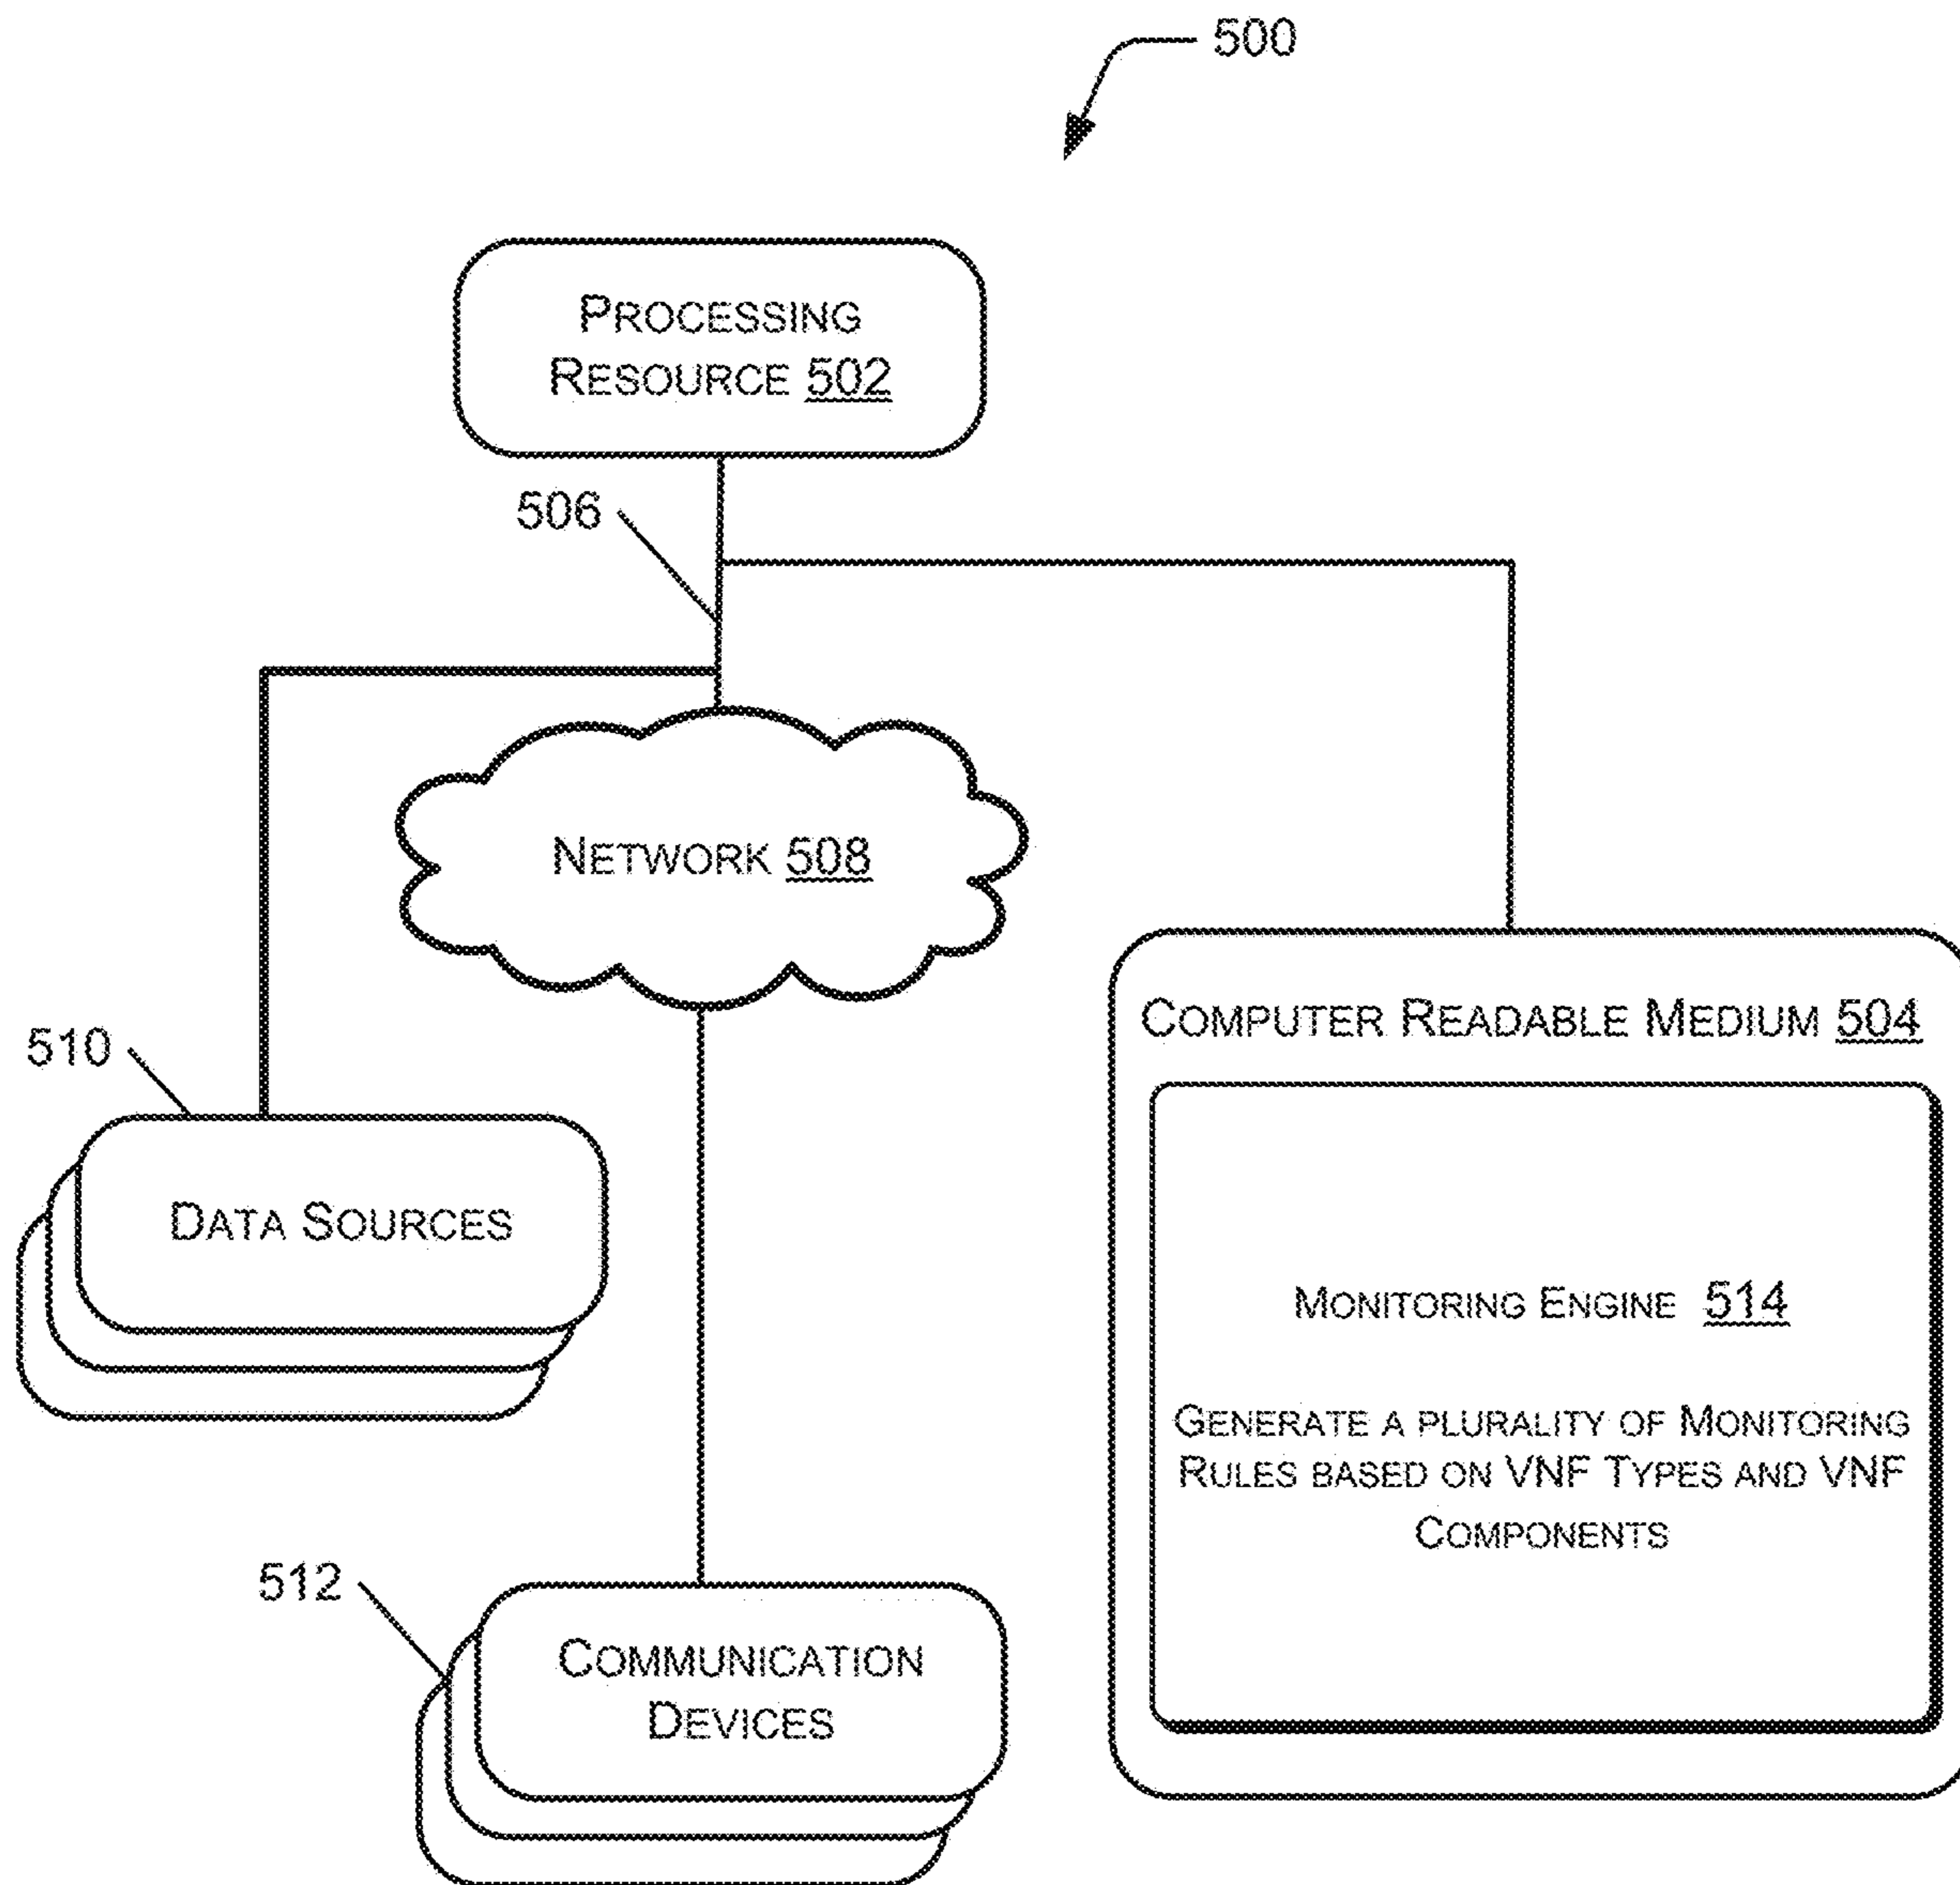 500
PROCESSING
RESOURCE 502
506
NETWORK 508
COMPUTER READABLE MEDIUM 504
510
DATA SOURCES
MONITORING ENGINE 514
GENERATE A PLURALITY OF MONITORING
RULES BASED ON VNF TYPES AND VNF
COMPONENTS
512
COMMUNICATION
DEVICES